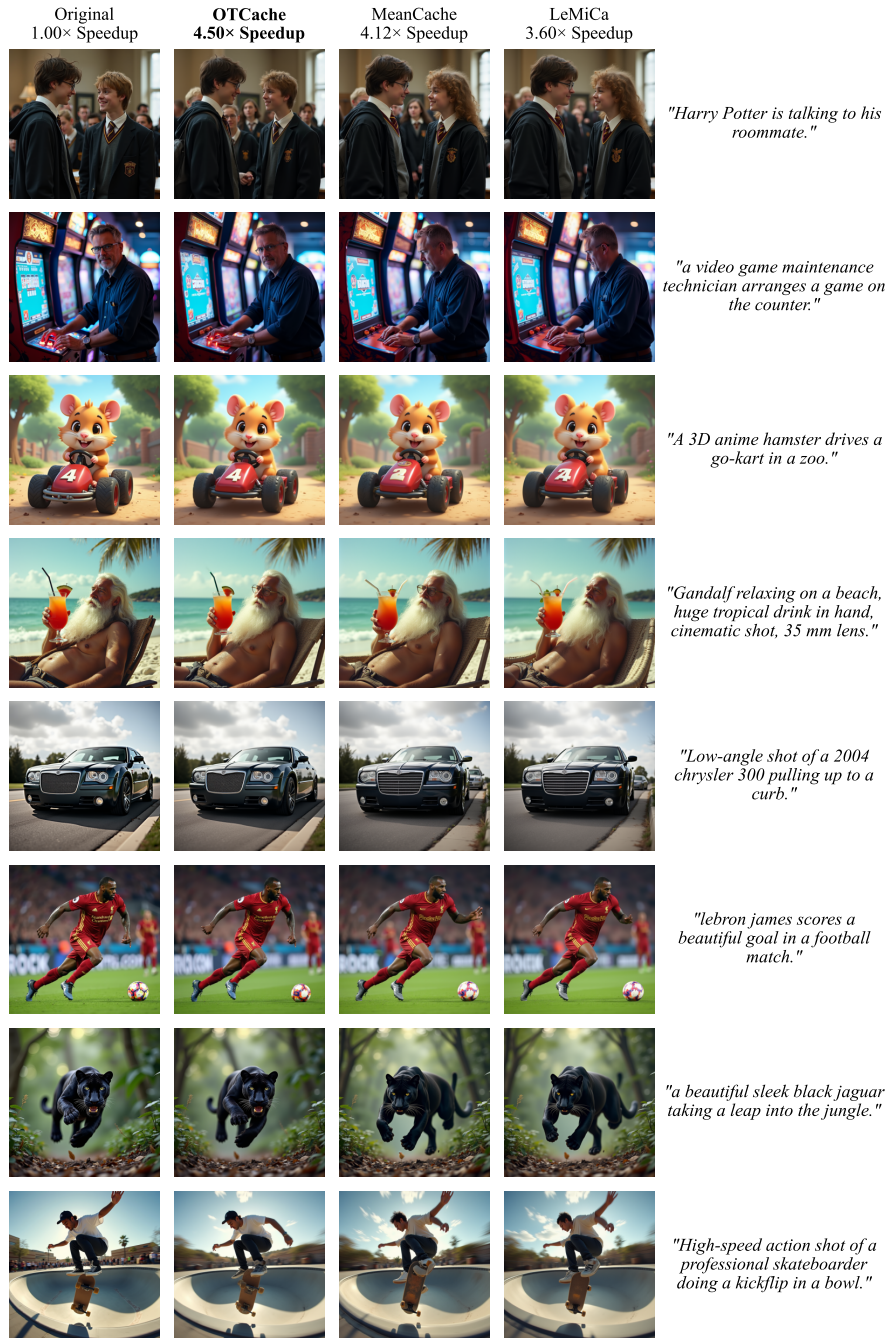 Original
1.00× Speedup
OTCache
4.50× Speedup
MeanCache
4.12× Speedup
LeMiCa
3.60× Speedup
"Harry Potter is talking to his
roommate."
"a video game maintenance
technician arranges a game on
the counter."
4
4
2
"A 3D anime hamster drives a
go-kart in a zoo."
"Gandalf relaxing on a beach,
huge tropical drink in hand,
cinematic shot, 35 mm lens."
"Low-angle shot of a 2004
chrysler 300 pulling up to a
curb."
"lebron james scores a
beautiful goal in a football
match."
"a beautiful sleek black jaguar
taking a leap into the jungle."
"High-speed action shot of a
professional skateboarder
doing a kickflip in a bowl."